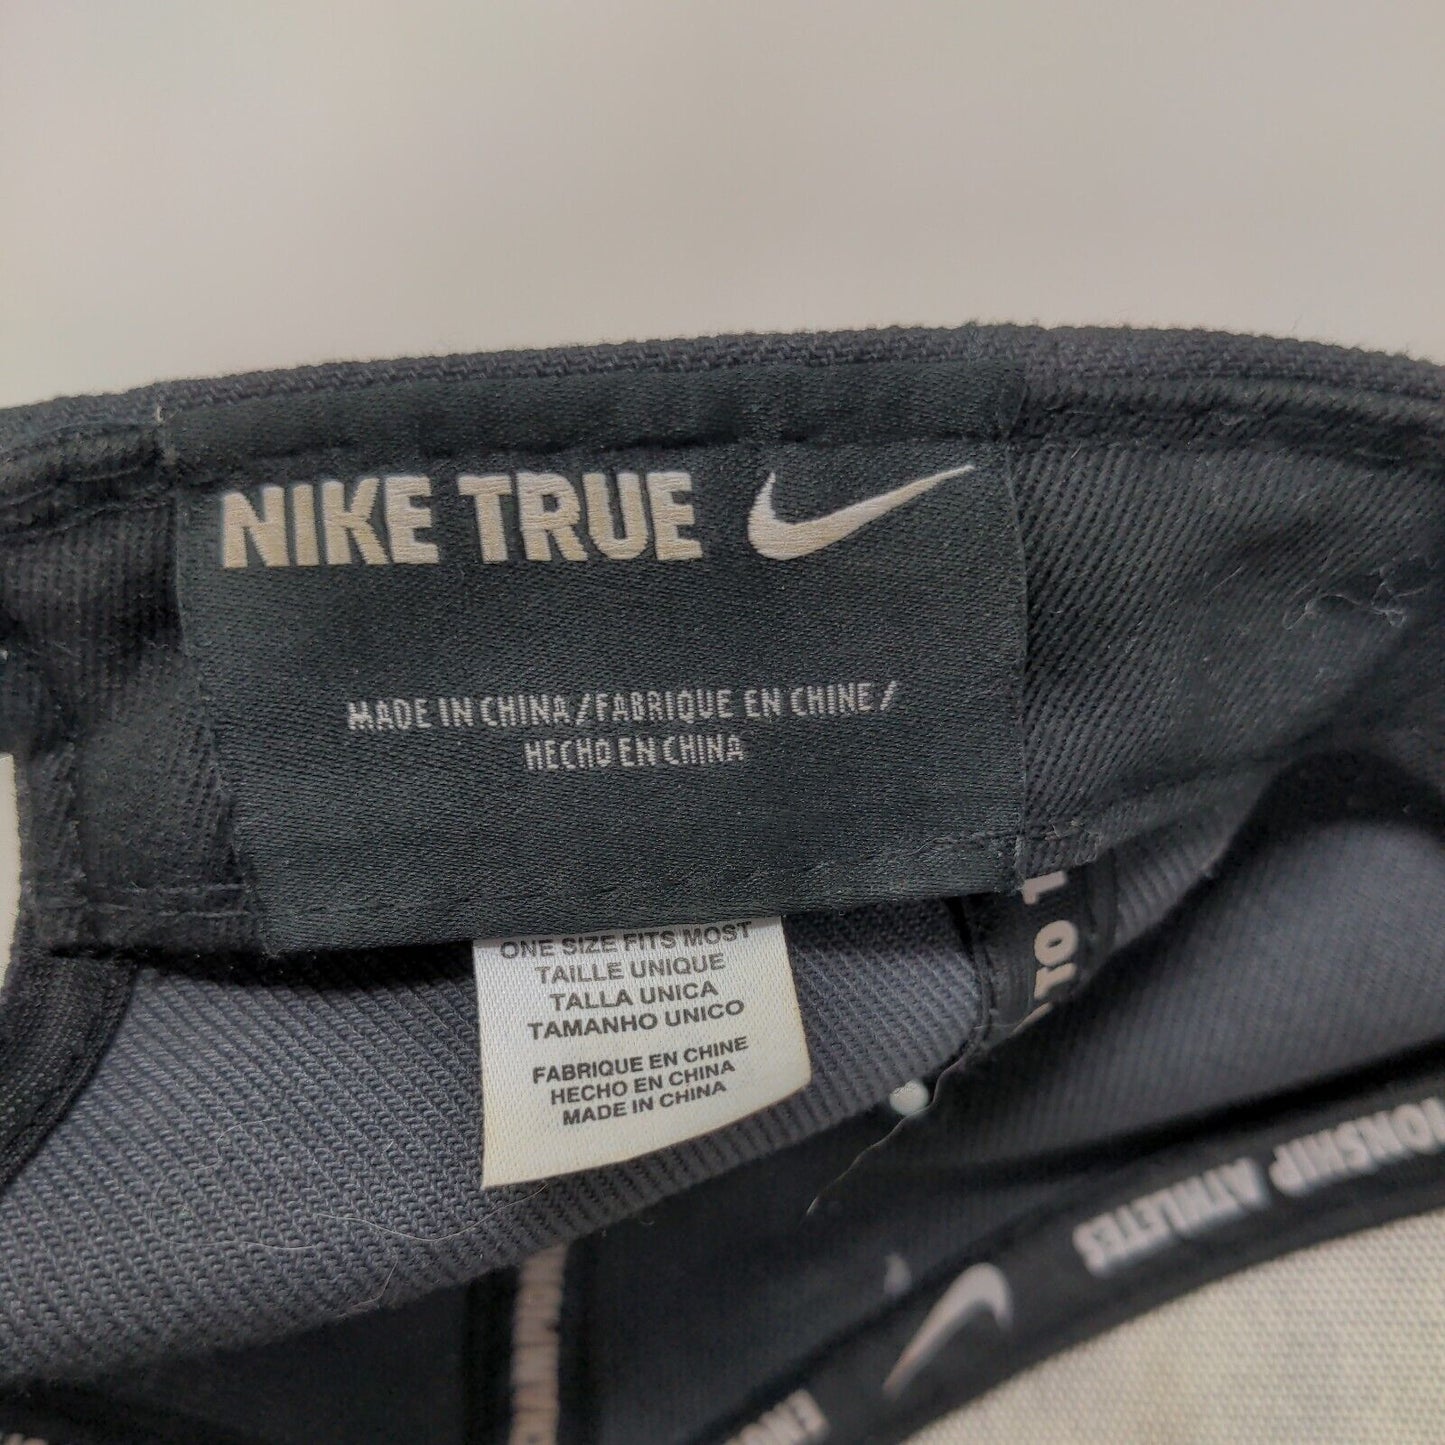 NIKE TRUE
MADE IN CHINA/FABRIQUE EN CHINE/
HECHO EN CHINA
ONE SIZE FITS MOST
TAILLE UNIQUE
TALLA UNICA
TAMANHO UNICO
FABRIQUE EN CHINE
HECHO EN CHINA
MADE IN CHINA
ATHLETES